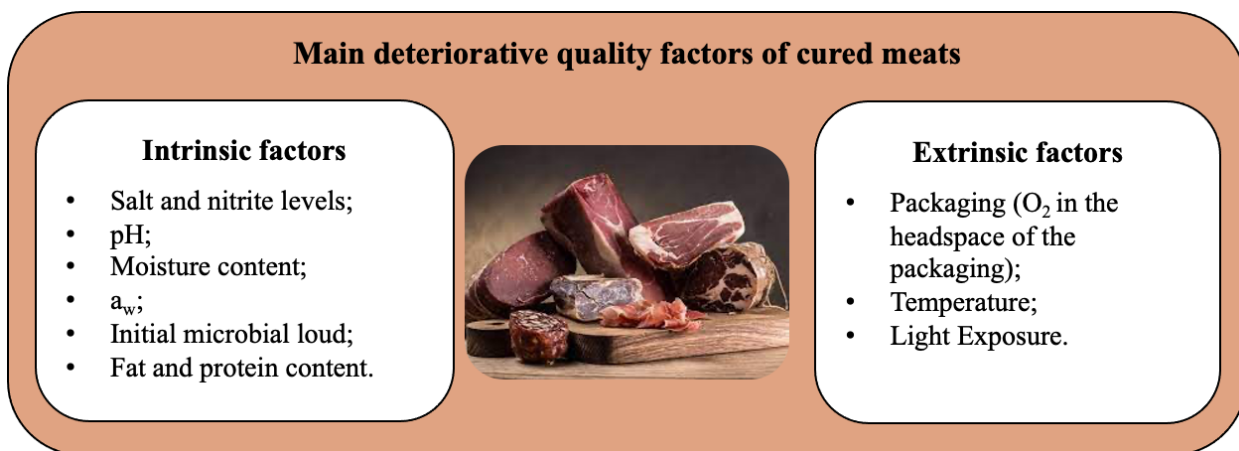 Main deteriorative quality factors of cured meats
Intrinsic factors
• Salt and nitrite levels;
• pH;
• Moisture content;
• a_w;
• Initial microbial loud;
• Fat and protein content.
Extrinsic factors
• Packaging (O₂ in the
headspace of the
packaging);
• Temperature;
• Light Exposure.